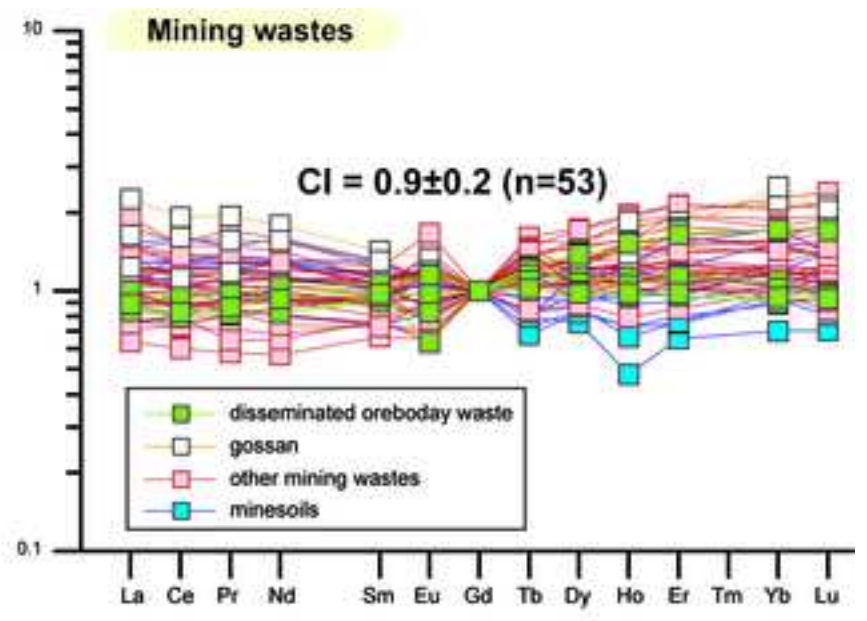 Mining wastes
10
CI = 0.9±0.2 (n=53)
1
disseminated oreboday waste
gossan
other mining wastes
minesoils
0.1
La Ce Pr Nd Sm Eu Gd Tb Dy Ho Er Tm Yb Lu